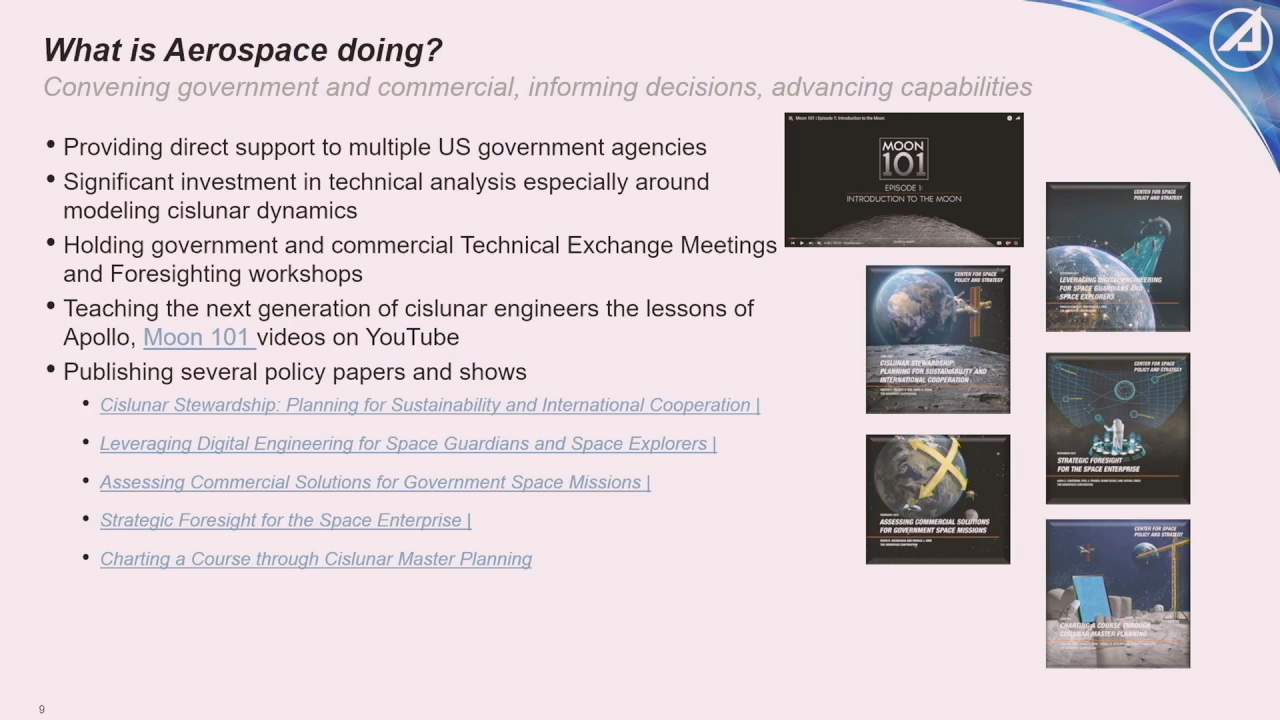 What is Aerospace doing?
Convening government and commercial, informing decisions, advancing capabilities
• Providing direct support to multiple US government agencies
• Significant investment in technical analysis especially around
modeling cislunar dynamics
• Holding government and commercial Technical Exchange Meetings
and Foresighting workshops
• Teaching the next generation of cislunar engineers the lessons of
Apollo, Moon 101 videos on YouTube
• Publishing several policy papers and shows
• Cislunar Stewardship: Planning for Sustainability and International Cooperation |
• Leveraging Digital Engineering for Space Guardians and Space Explorers |
• Assessing Commercial Solutions for Government Space Missions |
• Strategic Foresight for the Space Enterprise |
• Charting a Course through Cislunar Master Planning
Moon 101 | Episode 1: Introduction to the Moon
MOON
101
EPISODE 1:
INTRODUCTION TO THE MOON
CENTER FOR SPACE
POLICY AND STRATEGY
LEVERAGING DIGITAL ENGINEERING
FOR SPACE GUARDIANS AND
SPACE EXPLORERS
CENTER FOR SPACE
POLICY AND STRATEGY
CISLUNAR STEWARDSHIP:
PLANNING FOR SUSTAINABILITY AND
INTERNATIONAL COOPERATION
CENTER FOR SPACE
POLICY AND STRATEGY
STRATEGIC FORESIGHT
FOR THE SPACE ENTERPRISE
ASSESSING COMMERCIAL SOLUTIONS
FOR GOVERNMENT SPACE MISSIONS
CENTER FOR SPACE
POLICY AND STRATEGY
CHARTING A COURSE THROUGH
CISLUNAR MASTER PLANNING
9